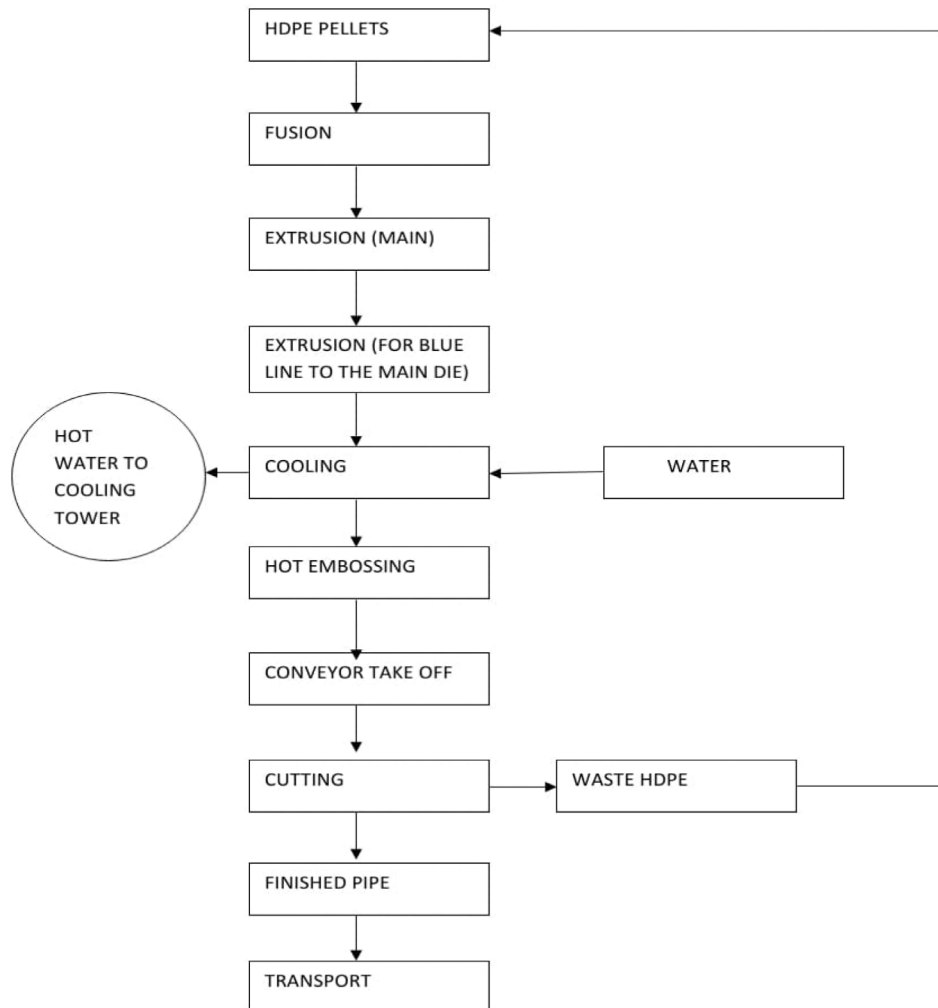 HDPE PELLETS
FUSION
EXTRUSION (MAIN)
EXTRUSION (FOR BLUE
LINE TO THE MAIN DIE)
HOT
WATER TO
COOLING
TOWER
COOLING
WATER
HOT EMBOSSING
CONVEYOR TAKE OFF
CUTTING
WASTE HDPE
FINISHED PIPE
TRANSPORT